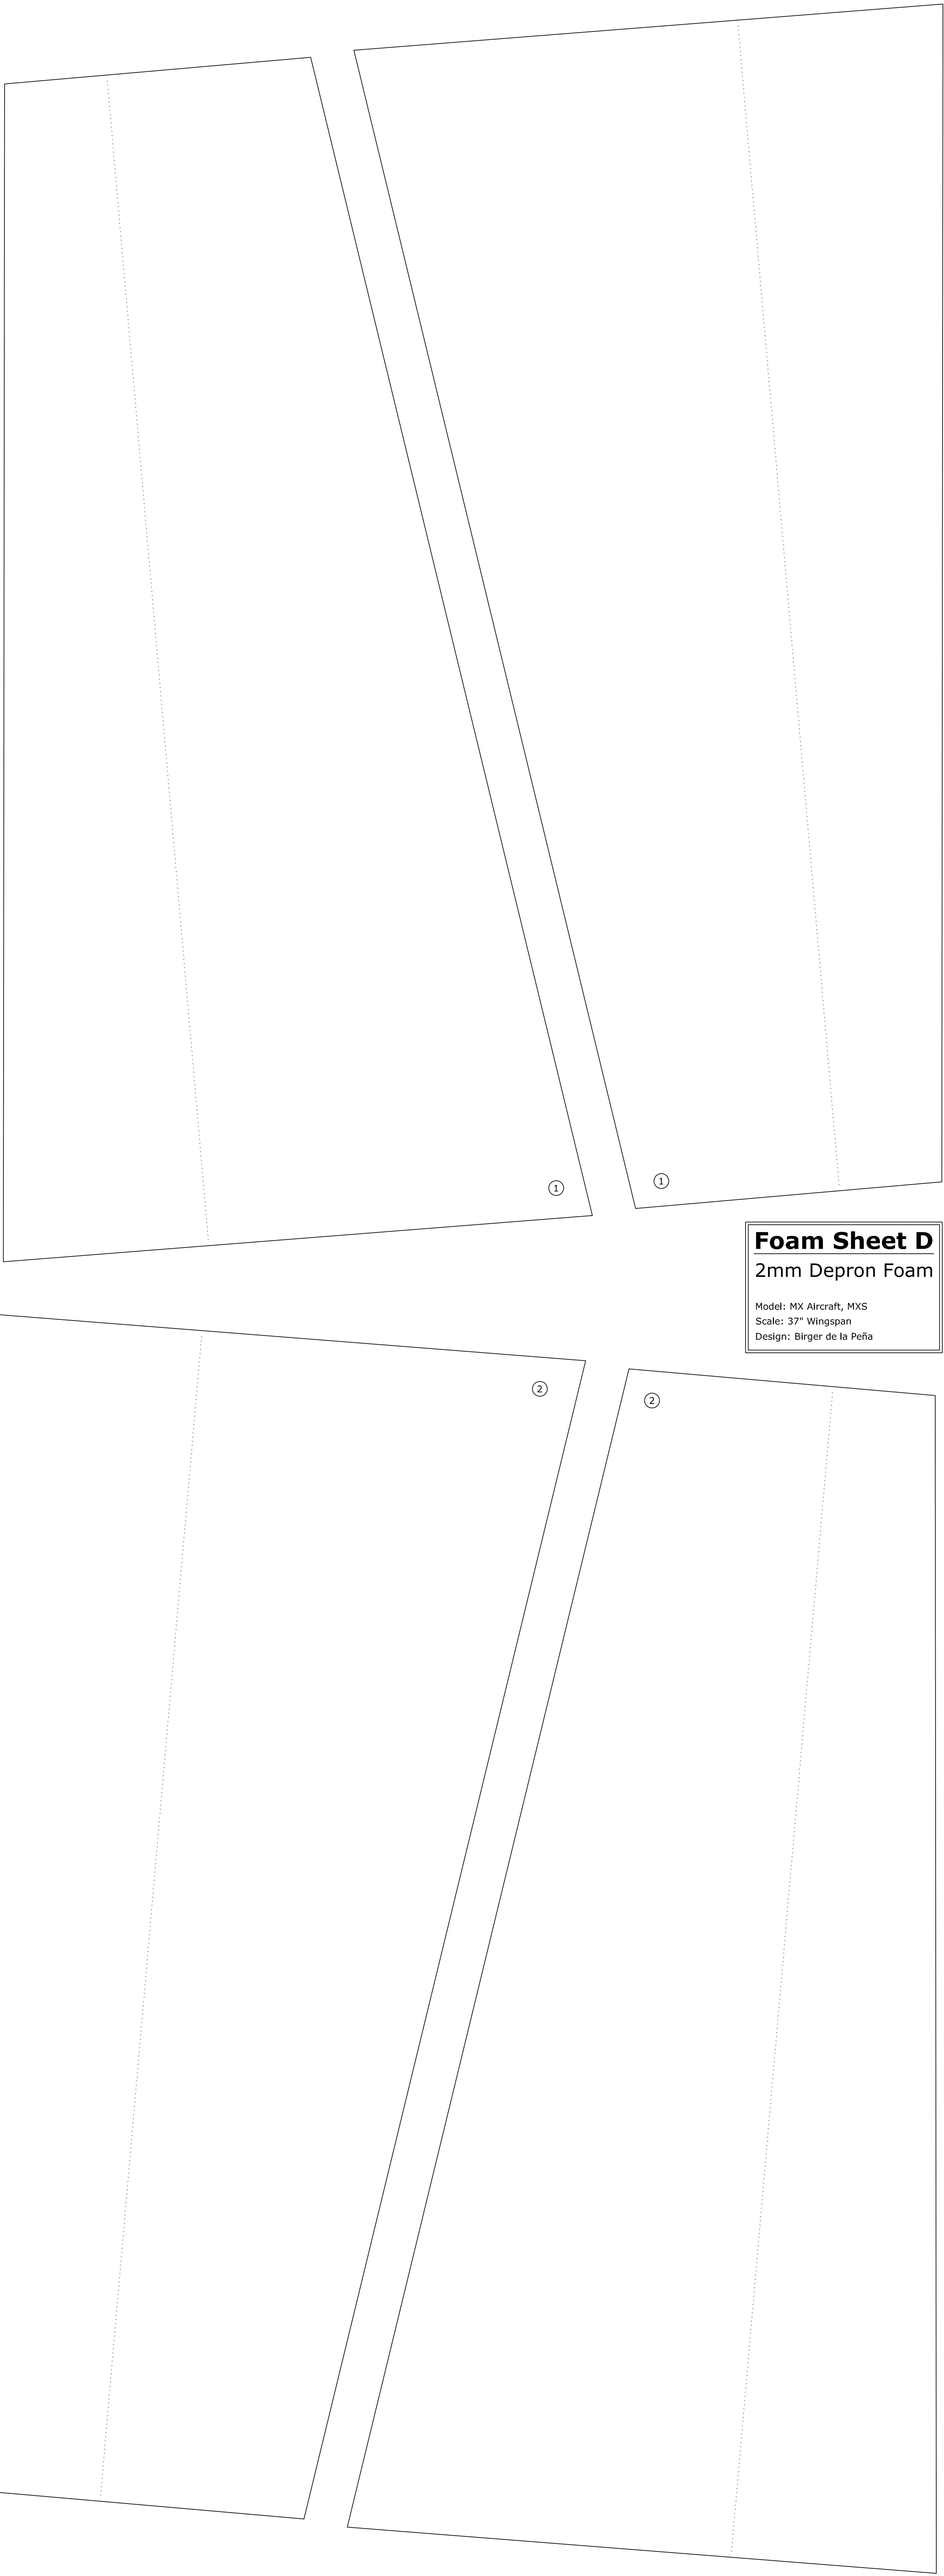 1
1
Foam Sheet D
2mm Depron Foam
Model: MX Aircraft, MXS
Scale: 37" Wingspan
Design: Birger de la Peña
2
2